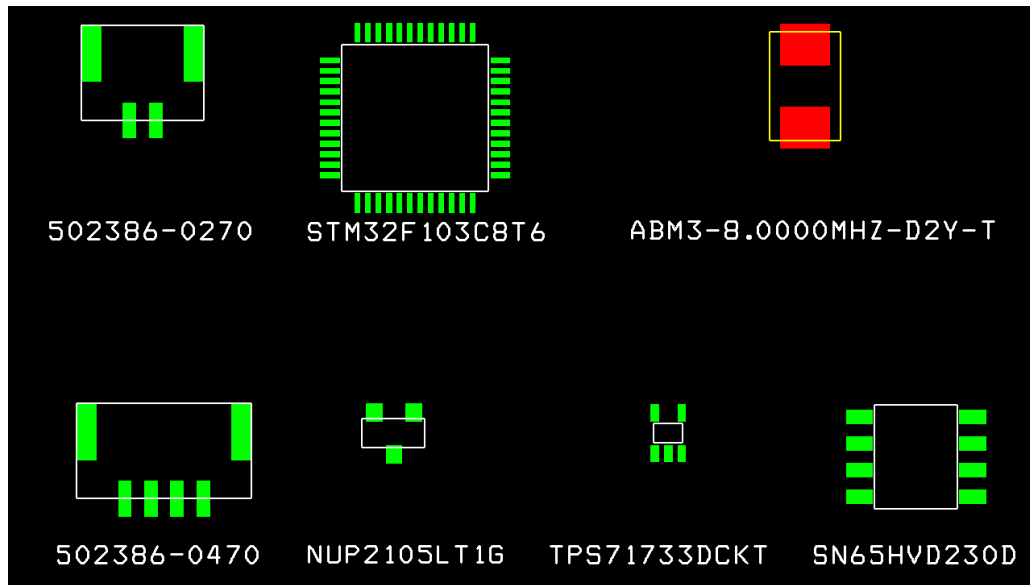 502386-0270
STM32F103C8T6
ABM3-8.0000MHZ-D2Y-T
502386-0470
NUP2105LT1G
TPS71733DCKT
SN65HVD230D